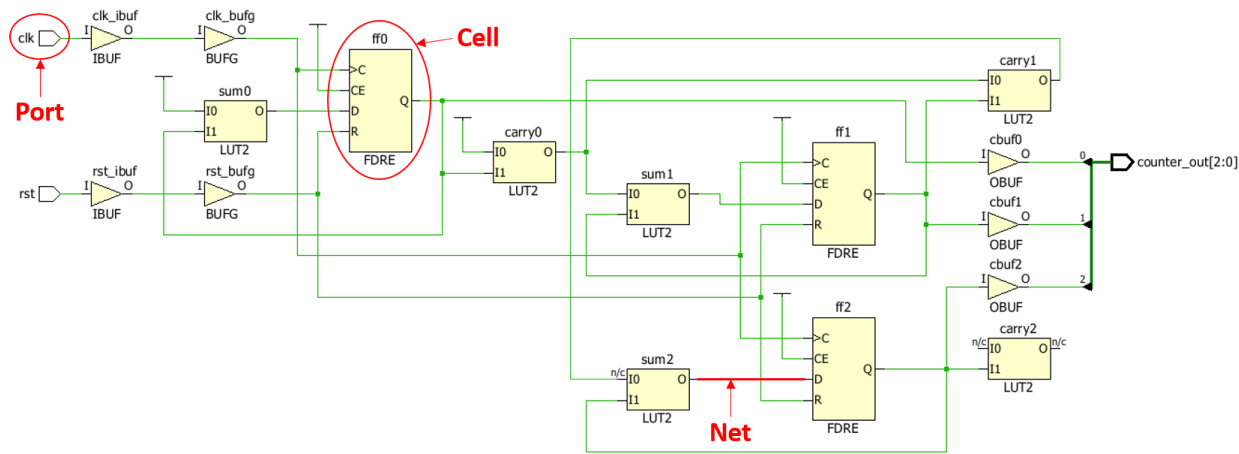 clk
clk_ibuf
I O
IBUF
clk_bufg
I O
BUFG
Port
sum0
I0 O
I1
LUT2
rst
rst_ibuf
I O
IBUF
rst_bufg
I O
BUFG
ff0
C
CE
D
R
Q
FDRE
Cell
carry0
I0 O
I1
LUT2
sum1
I0 O
I1
LUT2
ff1
C
CE
D
R
Q
FDRE
carry1
I0 O
I1
LUT2
cbuf0
I O
OBUF
cbuf1
I O
OBUF
cbuf2
I O
OBUF
0
1
2
counter_out[2:0]
sum2
n/c
I0 O
I1
LUT2
Net
ff2
C
CE
D
R
Q
FDRE
carry2
n/c I0 O n/c
I1
LUT2